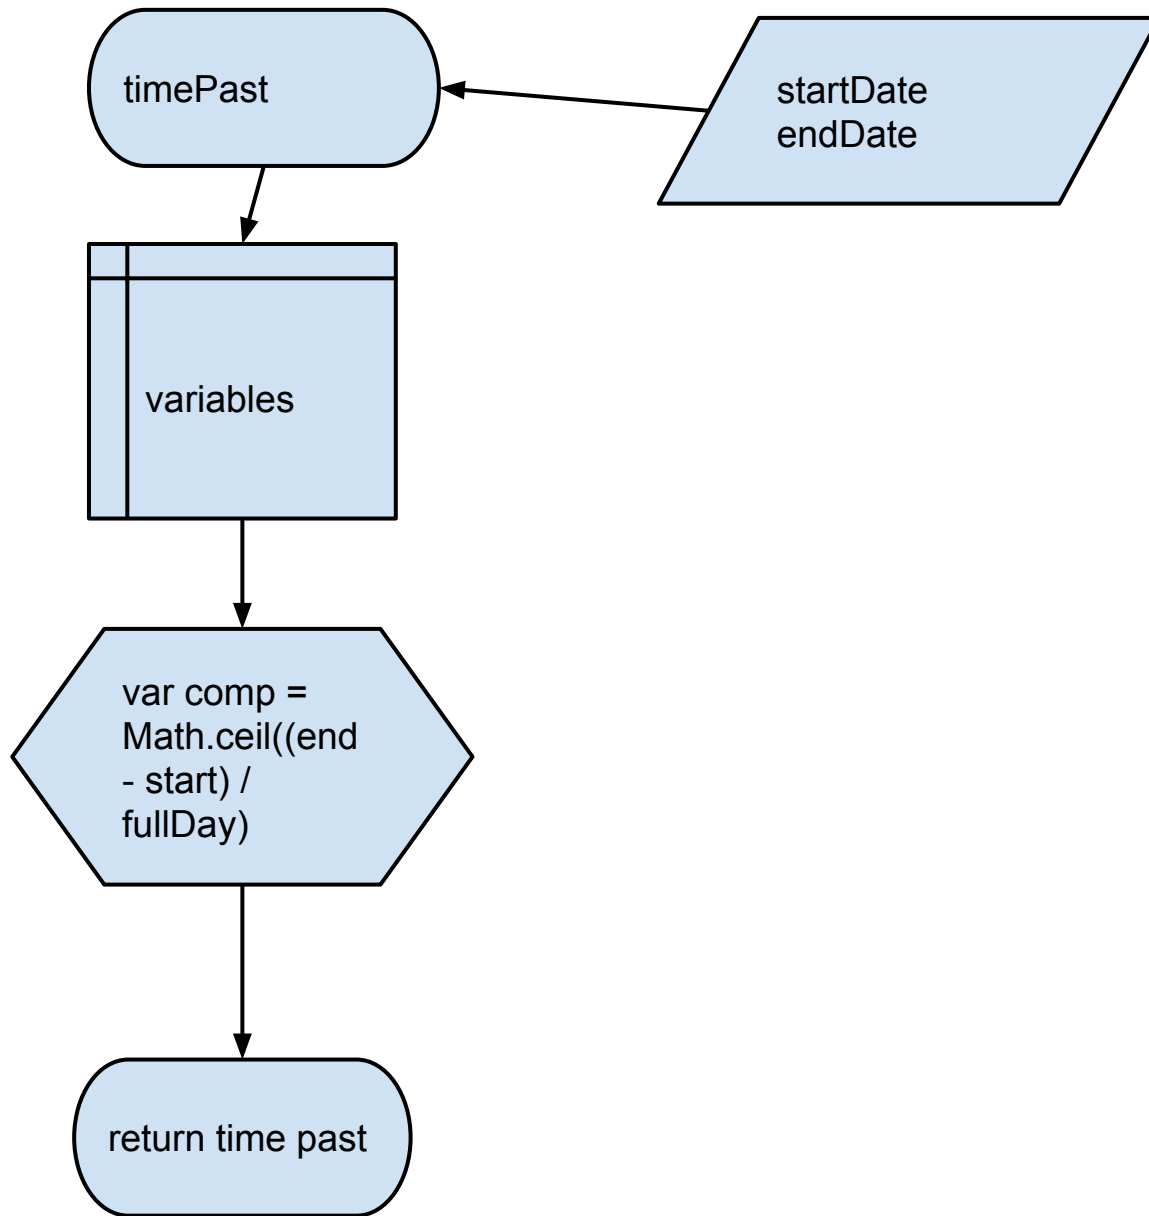 timePast
startDate
endDate
variables
var comp =
Math.ceil((end
- start) /
fullDay)
return time past